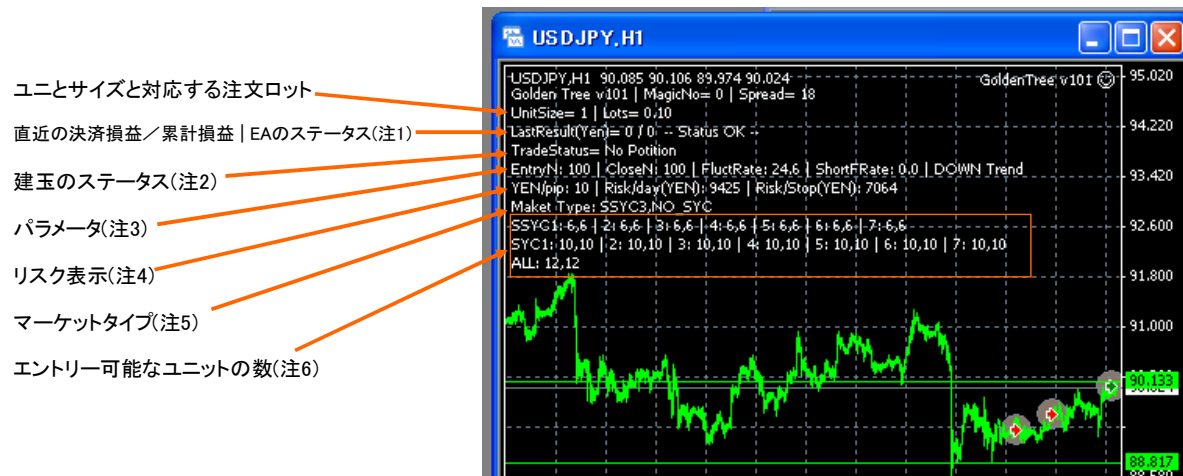 USDJPY,H1
USDJPY,H1 90.085 90.106 89.974 90.024
GoldenTree v101
Golden Tree v101 | MagicNo= 0 | Spread= 18
UnitSize= 1 | Lots= 0.10
LastResult(Yen)= 0 / 0 -- Status OK --
TradeStatus= No Potition
EntryN: 100 | CloseN: 100 | FluctRate: 24.6 | ShortFRate: 0.0 | DOWN Trend
YEN/pip: 10 | Risk/day(YEN): 9425 | Risk/Stop(YEN): 7064
Maket Type: SSYC3,NO_SYC
SSYC1: 6,6 | 2: 6,6 | 3: 6,6 | 4: 6,6 | 5: 6,6 | 6: 6,6 | 7: 6,6
SYC1: 10,10 | 2: 10,10 | 3: 10,10 | 4: 10,10 | 5: 10,10 | 6: 10,10 | 7: 10,10
ALL: 12,12
ユニとサイズと対応する注文ロット
直近の決済損益／累計損益｜EAのステータス(注1)
建玉のステータス(注2)
パラメータ(注3)
リスク表示(注4)
マーケットタイプ(注5)
エントリー可能なユニットの数(注6)
95.020
94.220
93.420
92.600
91.800
91.000
90.133
88.817